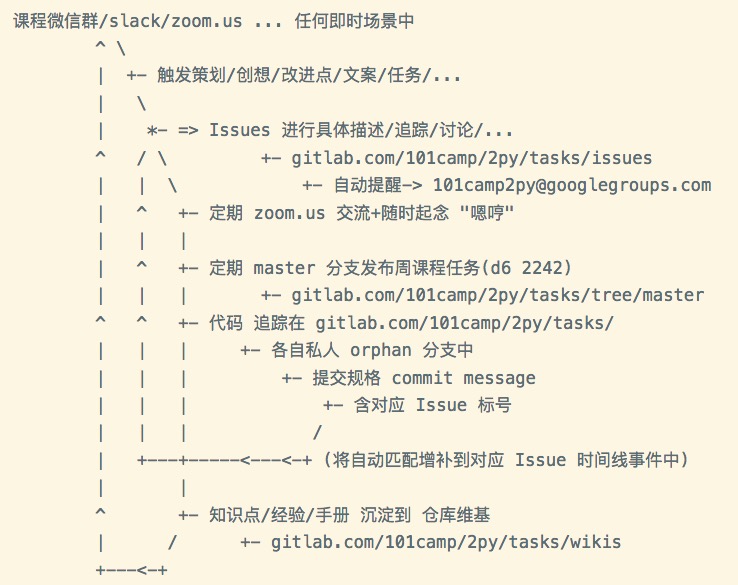 课程微信群/slack/zoom.us ... 任何即时场景中
^ \
|  +- 触发策划/创想/改进点/文案/任务/...
|   \
|    *- => Issues 进行具体描述/追踪/讨论/...
^   / \         +- gitlab.com/101camp/2py/tasks/issues
|   |  \            +- 自动提醒-> 101camp2py@googlegroups.com
|   ^   +- 定期 zoom.us 交流+随时起念 "嗯哼"
|   |   |
|   ^   +- 定期 master 分支发布周课程任务(d6 2242)
|   |   |       +- gitlab.com/101camp/2py/tasks/tree/master
^   ^   +- 代码 追踪在 gitlab.com/101camp/2py/tasks/
|   |   |     +- 各自私人 orphan 分支中
|   |   |         +- 提交规格 commit message
|   |   |             +- 含对应 Issue 标号
|   |   |            /
|   +---+-----<---<-+ (将自动匹配增补到对应 Issue 时间线事件中)
|       |
^       +- 知识点/经验/手册 沉淀到 仓库维基
|      /      +- gitlab.com/101camp/2py/tasks/wikis
+---<-+